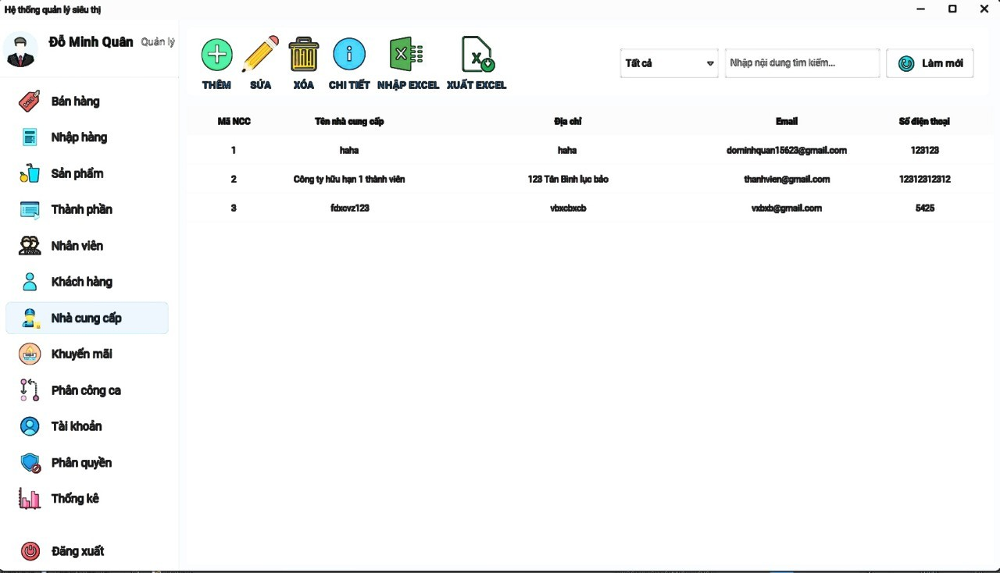 Hệ thống quản lý siêu thị
Đỗ Minh Quân Quản lý
Bán hàng
Nhập hàng
Sản phẩm
Thành phần
Nhân viên
Khách hàng
Nhà cung cấp
Khuyến mãi
Phân công ca
Tài khoản
Phân quyền
Thống kê
Đăng xuất
THÊM SỬA XÓA CHI TIẾT NHẬP EXCEL XUẤT EXCEL
Tất cả Nhập nội dung tìm kiếm... Làm mới
Mã NCC Tên nhà cung cấp Địa chỉ Email Số điện thoại
1 haha haha dominhquan15623@gmail.com 123123
2 Công ty hữu hạn 1 thành viên 123 Tân Bình lục bảo thanhvien@gmail.com 12312312312
3 fdxcvz123 vbxcbxcb vxbxb@gmail.com 5425